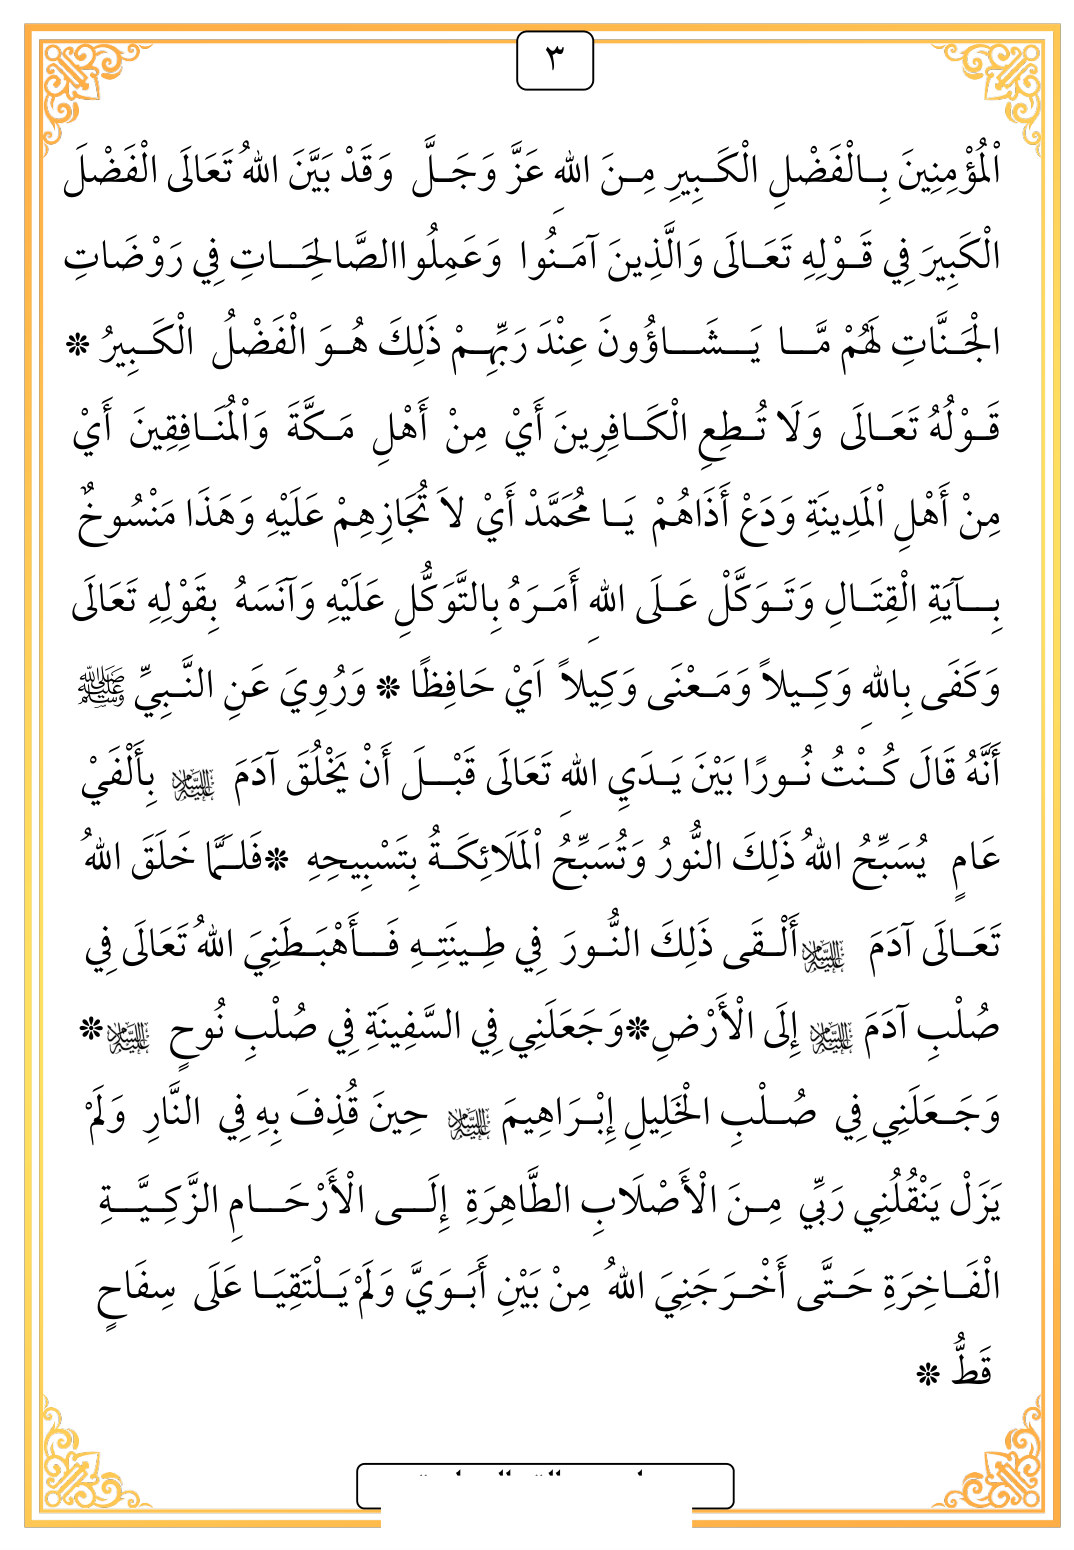 ٣
اْلمُؤْمِنِينَ بِالْفَضْلِ الْكَبِيرِ مِنَ اللهِ عَزَّ وَجَلَّ وَقَدْ بَيَّنَ اللهُ تَعَالَى الْفَضْلَ
الْكَبِيرَ فِي قَوْلِهِ تَعَالَى وَالَّذِينَ آمَنُوا وَعَمِلُواالصَّالِحَاتِ فِي رَوْضَاتِ
الْجَنَّاتِ لَهُمْ مَّا يَشَاؤُونَ عِنْدَ رَبِّهِمْ ذَلِكَ هُوَ الْفَضْلُ الْكَبِيرُ ❊
قَوْلُهُ تَعَالَى وَلَا تُطِعِ الْكَافِرِينَ أَيْ مِنْ أَهْلِ مَكَّةَ وَاْلمُنَافِقِينَ أَيْ
مِنْ أَهْلِ اْلمَدِينَةِ وَدَعْ أَذَاهُمْ يَا مُحَمَّدْ أَيْ لاَ تُجَازِهِمْ عَلَيْهِ وَهَذَا مَنْسُوخٌ
بِآَيَةِ الْقِتَالِ وَتَوَكَّلْ عَلَى اللهِ أَمَرَهُ بِالتَّوَكُّلِ عَلَيْهِ وَآنَسَهُ بِقَوْلِهِ تَعَالَى
وَكَفَى بِاللهِ وَكِيلاً وَمَعْنَى وَكِيلاً اَيْ حَافِظًا ❊ وَرُوِيَ عَنِ النَّبِيِّ ﷺ
أَنَّهُ قَالَ كُنْتُ نُورًا بَيْنَ يَدَيِ اللهِ تَعَالَى قَبْلَ أَنْ يَخْلُقَ آدَمَ عليه السلام بِأَلْفَيْ
عَامٍ يُسَبِّحُ اللهُ ذَلِكَ النُّورُ وَتُسَبِّحُ اْلمَلَائِكَةُ بِتَسْبِيحِهِ ❊فَلَمَّا خَلَقَ اللهُ
تَعَالَى آدَمَ عليه السلام أَلْقَى ذَلِكَ النُّورَ فِي طِينَتِهِ فَأَهْبَطَنِيَ اللهُ تَعَالَى فِي
صُلْبِ آدَمَ عليه السلام إِلَى الْأَرْضِ❊وَجَعَلَنِي فِي السَّفِينَةِ فِي صُلْبِ نُوحٍ عليه السلام❊
وَجَعَلَنِي فِي صُلْبِ الْخَلِيلِ إِبْرَاهِيمَ عليه السلام حِينَ قُذِفَ بِهِ فِي النَّارِ وَلَمْ
يَزَلْ يَنْقُلُنِي رَبِّي مِنَ الْأَصْلَابِ الطَّاهِرَةِ إِلَى الْأَرْحَامِ الزَّكِيَّةِ
الْفَاخِرَةِ حَتَّى أَخْرَجَنِيَ اللهُ مِنْ بَيْنِ أَبَوَيَّ وَلَمْ يَلْتَقِيَا عَلَى سِفَاحٍ
قَطُّ ❊